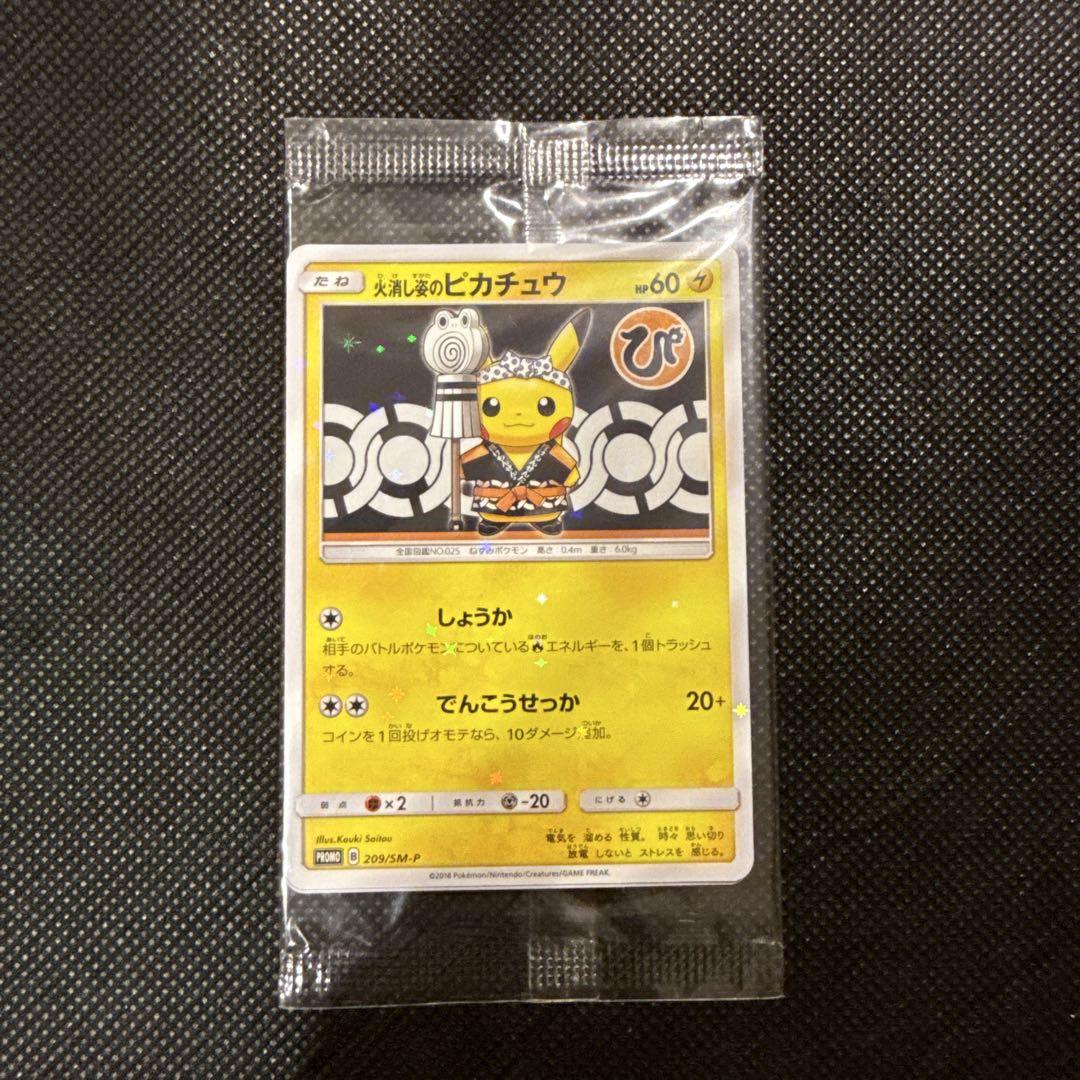 たね 火消し姿のピカチュウ HP60
ぴか
全国図鑑NO.025 ねずみポケモン 高さ:0.4m 重さ:6.0kg
しょうか
相手のバトルポケモンについているエネルギーを、1個トラッシュ
する。
でんこうせっか 20+
コインを1回投げオモテなら、10ダメージ追加。
弱点 ×2 抵抗力 -20 にげる
Illus.Kouki Saitou
電気を 溜める 性質。 時々 思い切り
放電 しないと ストレスを 感じる。
PROMO B 209/SM-P
©2018 Pokémon/Nintendo/Creatures/GAME FREAK.